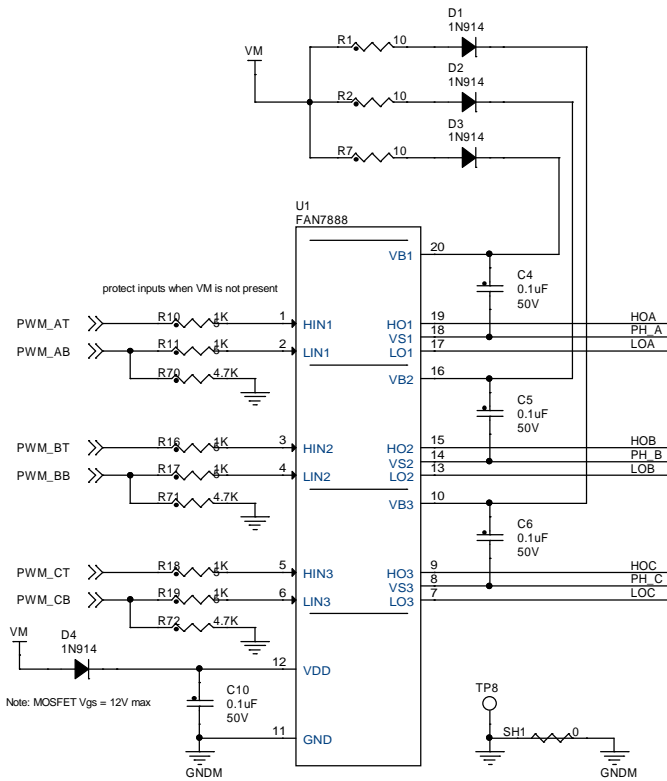 D1
1N914
R1 10
VM
D2
1N914
R2 10
D3
1N914
R7 10
U1
FAN7888
VB1 20
C4
0.1uF
50V
protect inputs when VM is not present
PWM_AT R10 1K 1 HIN1 HO1 19 HOA
VS1 18 PH_A
PWM_AB R11 1K 2 LIN1 LO1 17 LOA
R70 4.7K
VB2 16
C5
0.1uF
50V
PWM_BT R16 1K 3 HIN2 HO2 15 HOB
VS2 14 PH_B
PWM_BB R17 1K 4 LIN2 LO2 13 LOB
R71 4.7K
VB3 10
C6
0.1uF
50V
PWM_CT R18 1K 5 HIN3 HO3 9 HOC
VS3 8 PH_C
PWM_CB R19 1K 6 LIN3 LO3 7 LOC
R72 4.7K
VM
D4
1N914
12 VDD
Note: MOSFET Vgs = 12V max
C10
0.1uF
50V
11 GND
GNDM
TP8
SH1 0
GNDM